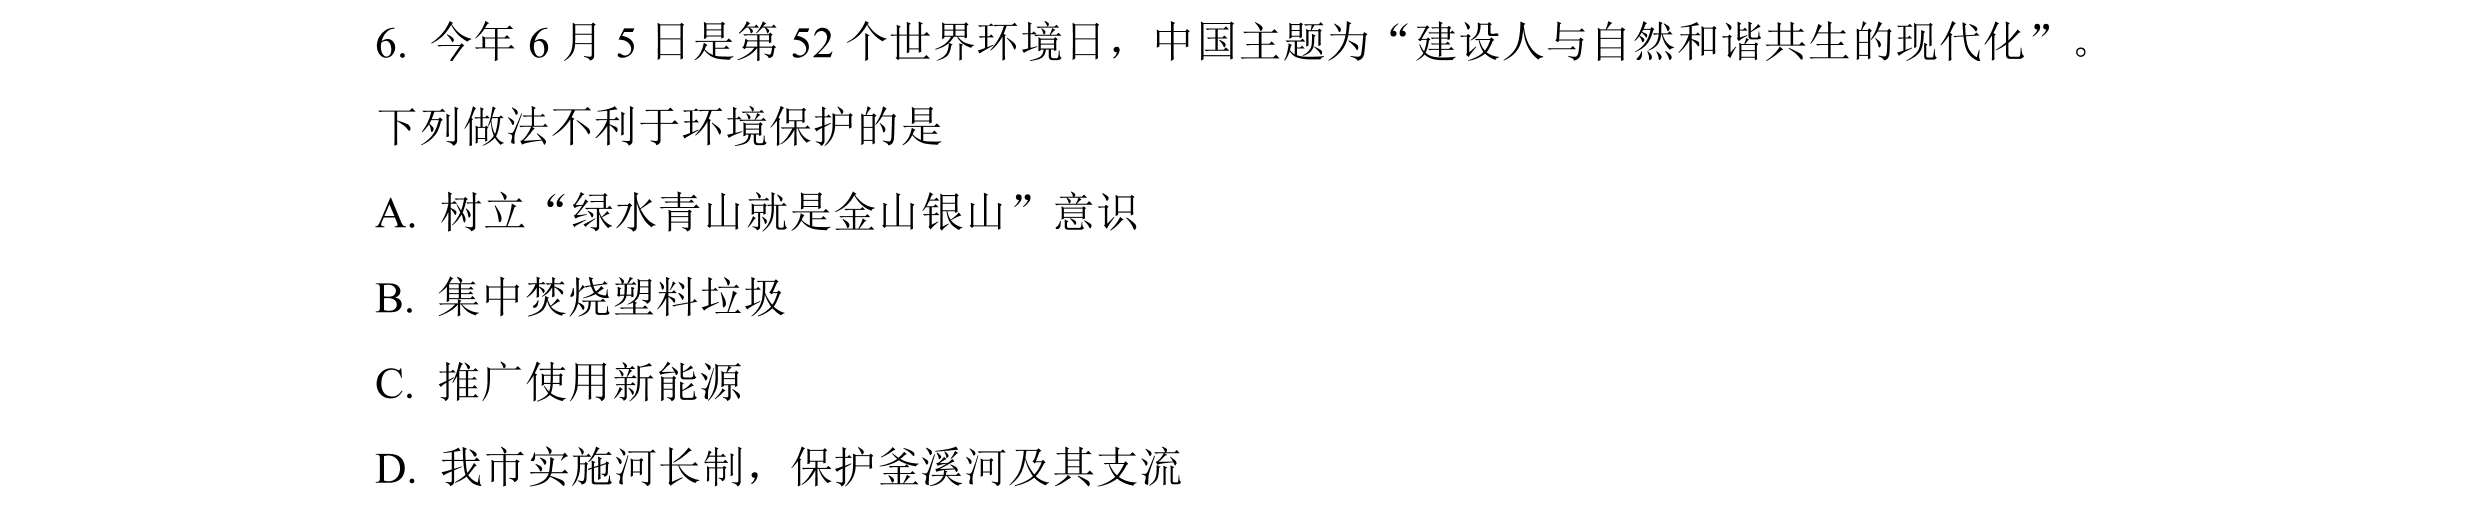 6. 今年 6 月 5 日是第 52 个世界环境日，中国主题为“建设人与自然和谐共生的现代化”。
下列做法不利于环境保护的是
A. 树立“绿水青山就是金山银山”意识
B. 集中焚烧塑料垃圾
C. 推广使用新能源
D. 我市实施河长制，保护釜溪河及其支流